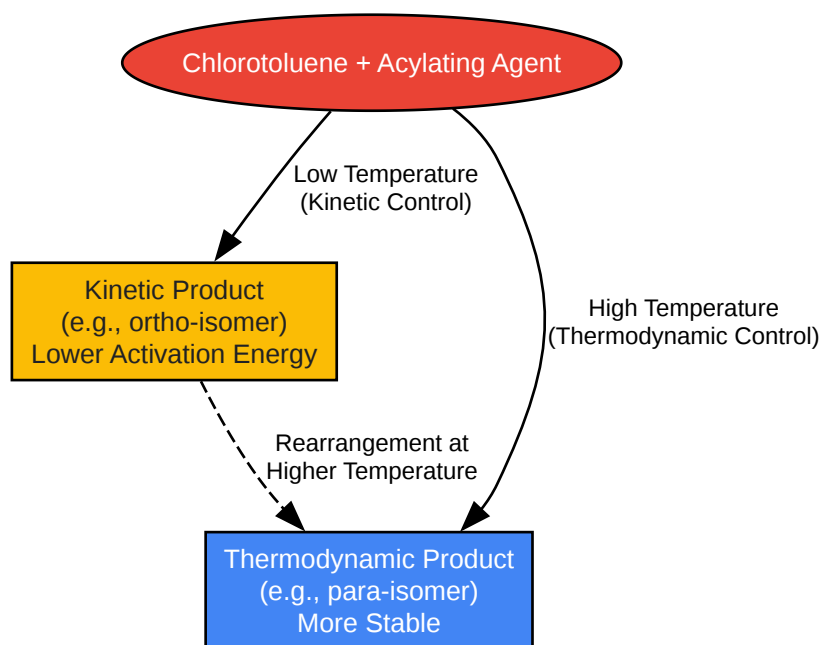 Chlorotoluene + Acylating Agent
Low Temperature
(Kinetic Control)
Kinetic Product
(e.g., ortho-isomer)
Lower Activation Energy
High Temperature
(Thermodynamic Control)
Rearrangement at
Higher Temperature
Thermodynamic Product
(e.g., para-isomer)
More Stable